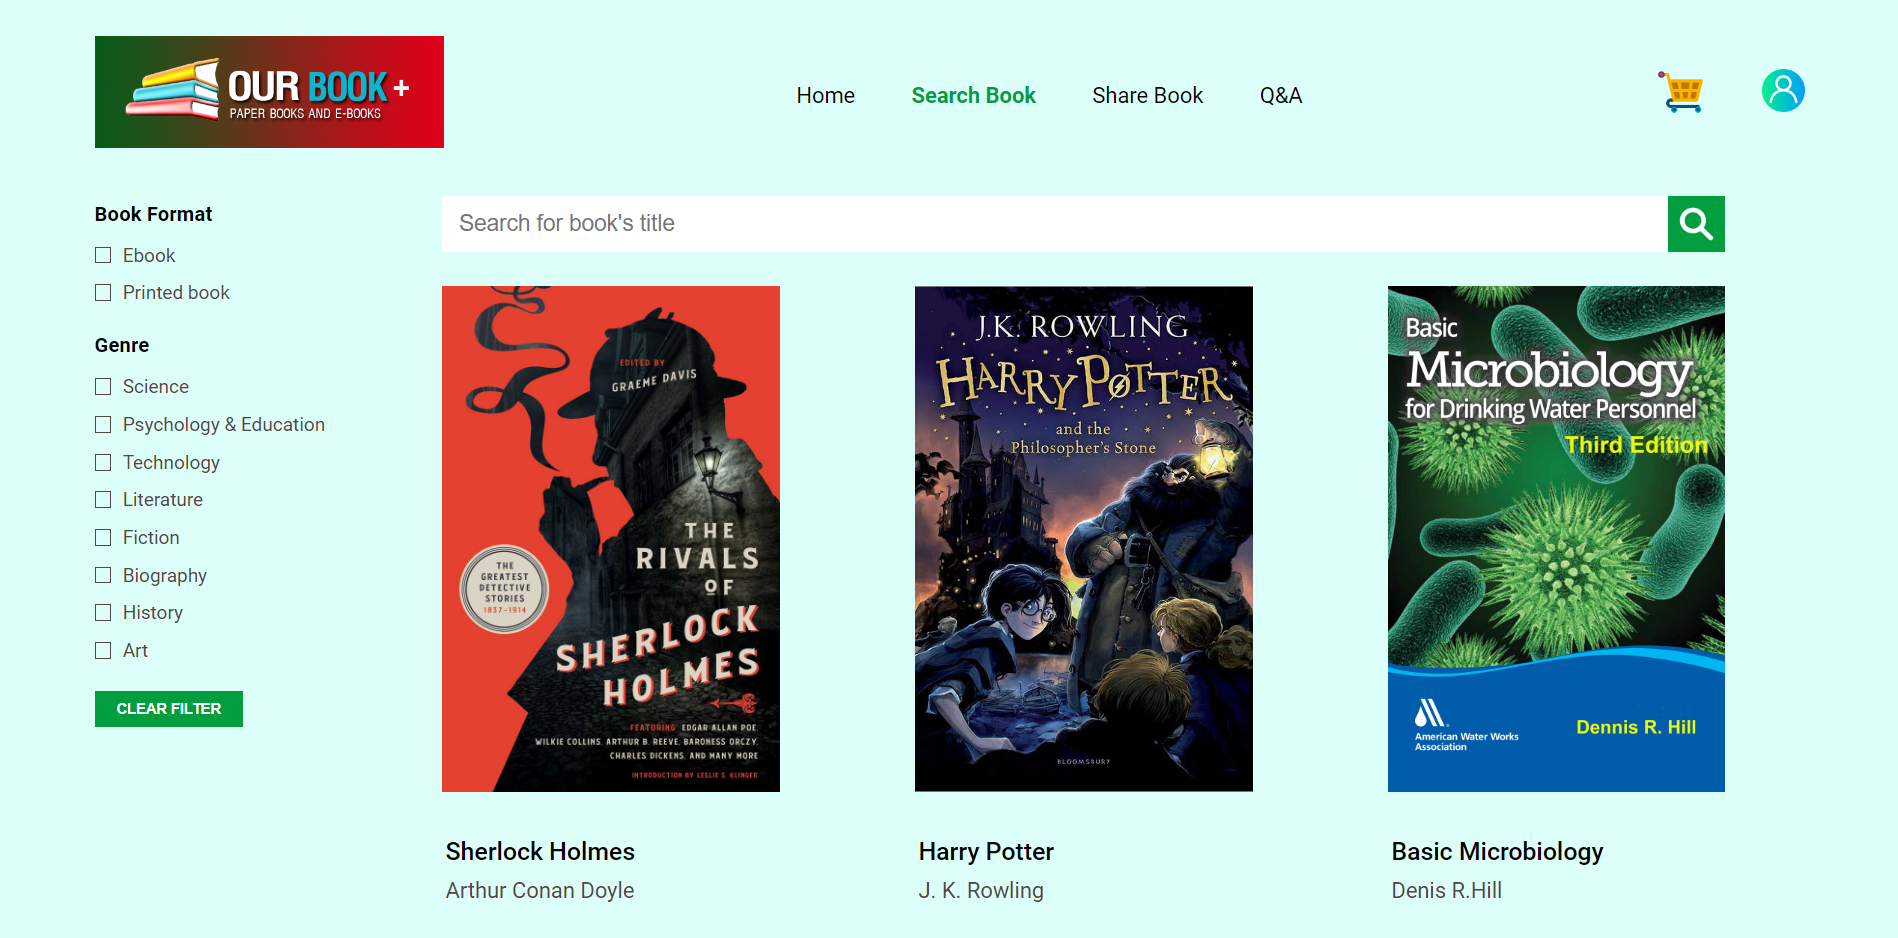 OUR BOOK +
PAPER BOOKS AND E-BOOKS
Home
Search Book
Share Book
Q&A
Book Format
Ebook
Printed book
Genre
Science
Psychology & Education
Technology
Literature
Fiction
Biography
History
Art
CLEAR FILTER
Search for book's title
EDITED BY
GRAEME DAVIS
THE
RIVALS
OF
SHERLOCK
HOLMES
THE
GREATEST
DETECTIVE
STORIES
1837-1914
FEATURING EDGAR ALLAN POE,
WILKIE COLLINS, ARTHUR B. REEVE, BARONESS ORCZY,
CHARLES DICKENS, AND MANY MORE
INTRODUCTION BY LESLIE S. KLINGER
Sherlock Holmes
Arthur Conan Doyle
J.K. ROWLING
HARRY POTTER
and the
Philosopher's Stone
BLOOMSBURY
Harry Potter
J. K. Rowling
Basic
Microbiology
for Drinking Water Personnel
Third Edition
American Water Works
Association
Dennis R. Hill
Basic Microbiology
Denis R.Hill